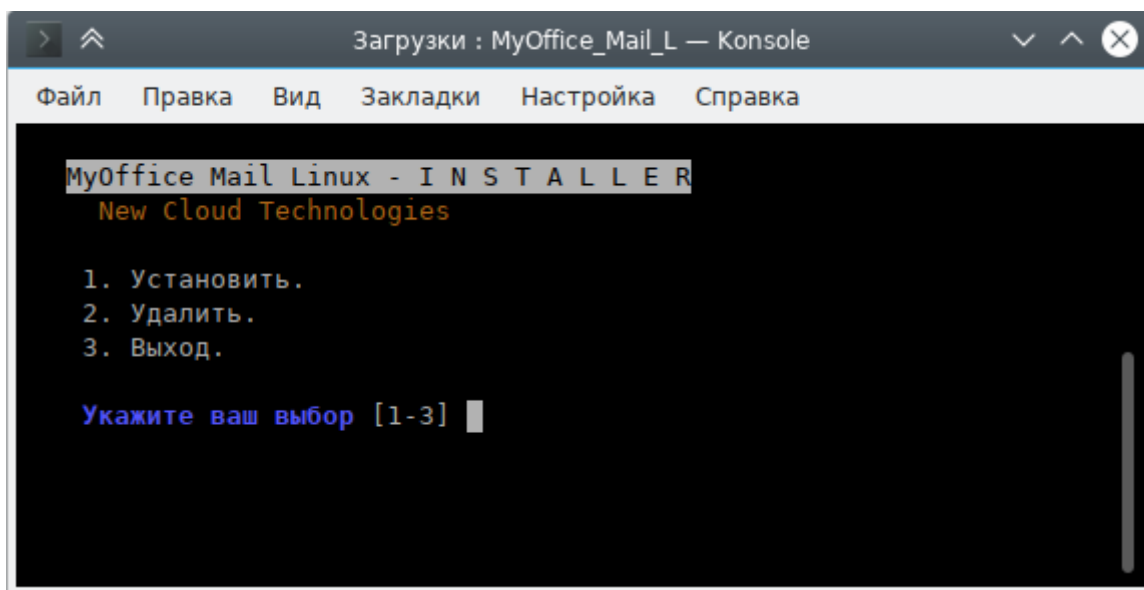 Загрузки : MyOffice_Mail_L — Konsole
Файл Правка Вид Закладки Настройка Справка
MyOffice Mail Linux - I N S T A L L E R
New Cloud Technologies
1. Установить.
2. Удалить.
3. Выход.
Укажите ваш выбор [1-3]